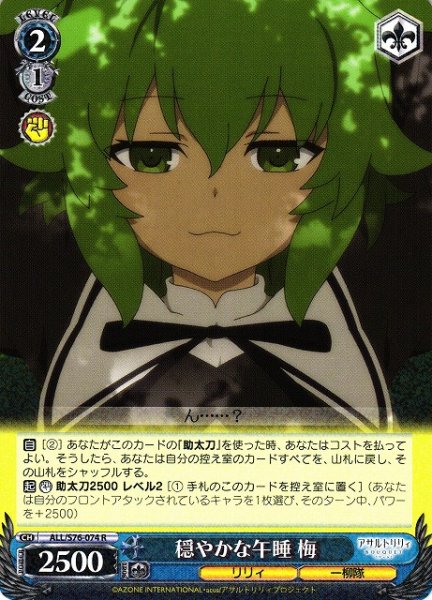 LEVEL
2
1
COST
ん……？
自 [②] あなたがこのカードの「助太刀」を使った時、あなたはコストを払って
よい。そうしたら、あなたは自分の控え室のカードすべてを、山札に戻し、そ
の山札をシャッフルする。
起 助太刀2500 レベル2 [① 手札のこのカードを控え室に置く] （あなた
は自分のフロントアタックされているキャラを1枚選び、そのターン中、パワー
を+2500）
CH ALL/S76-074 R
2500
穏やかな午睡 梅
アサルトリリィ
BOUQUET
リリィ 一柳隊
©AZONE INTERNATIONAL・acus/アサルトリリィプロジェクト